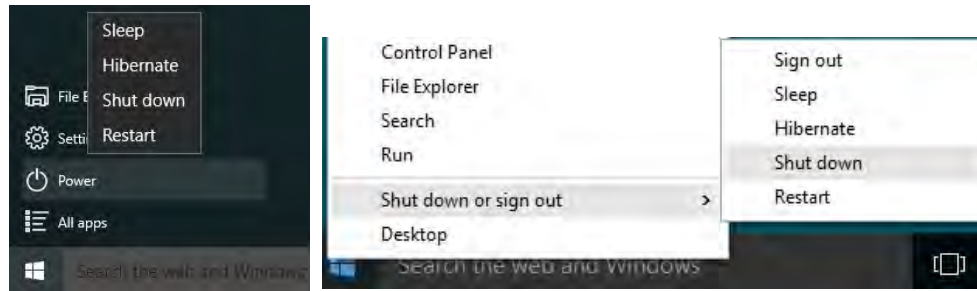 Sleep
Hibernate
Shut down
Restart
File E
Setti
Power
All apps
Search the web and Windows
Control Panel
File Explorer
Search
Run
Shut down or sign out
Desktop
Search the web and Windows
Sign out
Sleep
Hibernate
Shut down
Restart